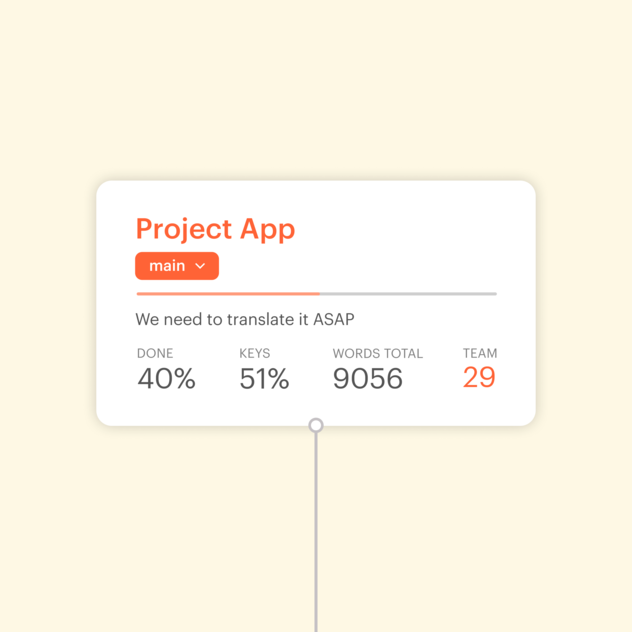 Project App
main
We need to translate it ASAP
DONE KEYS WORDS TOTAL TEAM
40% 51% 9056 29